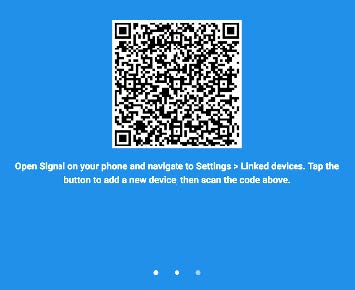 Open Signal on your phone and navigate to Settings > Linked devices. Tap the
button to add a new device then scan the code above.